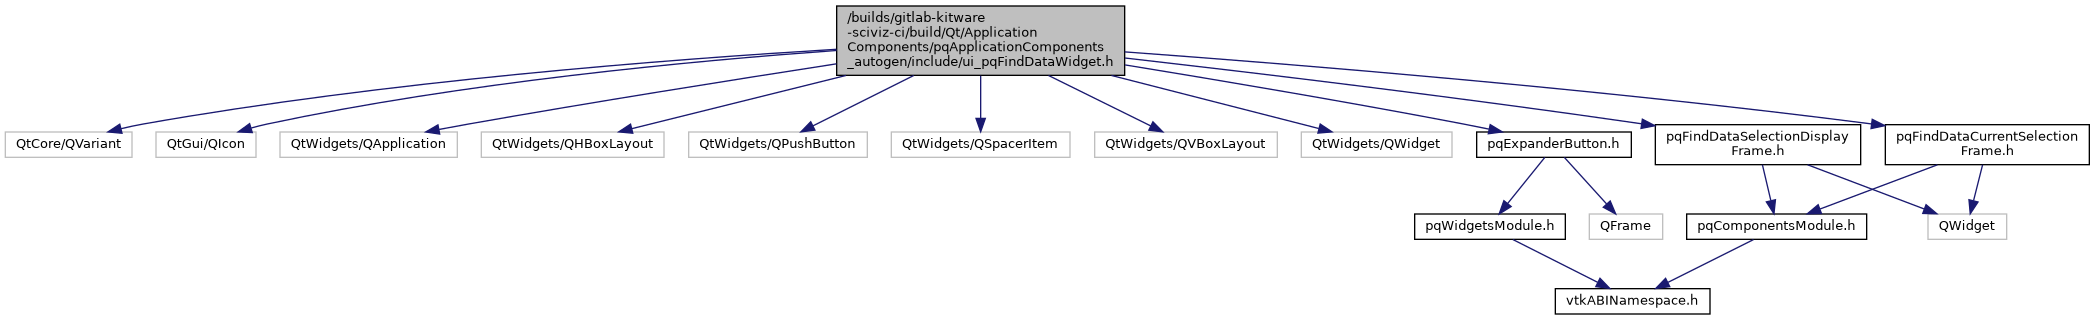 /builds/gitlab-kitware
-sciviz-ci/build/Qt/Application
Components/pqApplicationComponents
_autogen/include/ui_pqFindDataWidget.h
QtCore/QVariant
QtGui/QIcon
QtWidgets/QApplication
QtWidgets/QHBoxLayout
QtWidgets/QPushButton
QtWidgets/QSpacerItem
QtWidgets/QVBoxLayout
QtWidgets/QWidget
pqExpanderButton.h
pqFindDataSelectionDisplay
Frame.h
pqFindDataCurrentSelection
Frame.h
pqWidgetsModule.h
QFrame
pqComponentsModule.h
QWidget
vtkABINamespace.h